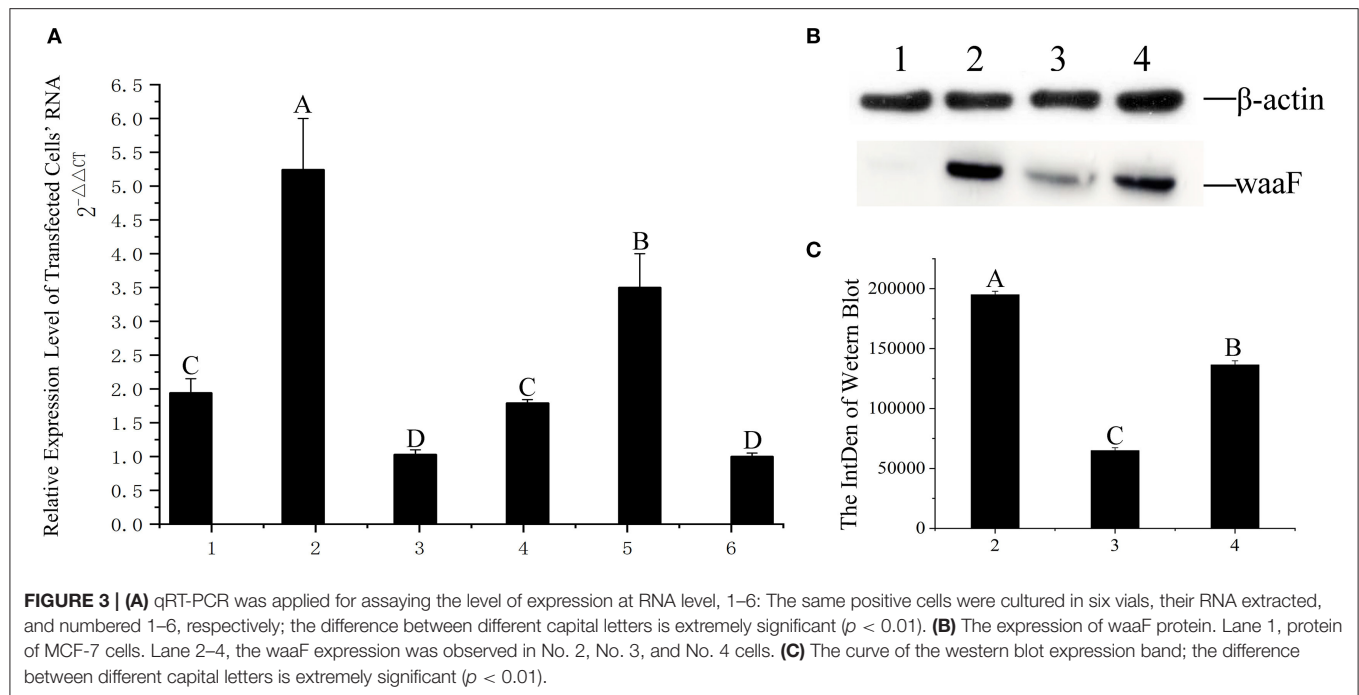 A
Relative Expression Level of Transfected Cells' RNA
2^-△△CT
6.5
6.0
5.5
5.0
4.5
4.0
3.5
3.0
2.5
2.0
1.5
1.0
0.5
0.0
C
A
D
C
B
D
1 2 3 4 5 6
B
1 2 3 4
β-actin
waaF
C
The IntDen of Wetern Blot
200000
150000
100000
50000
0
A
C
B
2 3 4
FIGURE 3 | (A) qRT-PCR was applied for assaying the level of expression at RNA level, 1–6: The same positive cells were cultured in six vials, their RNA extracted,
and numbered 1–6, respectively; the difference between different capital letters is extremely significant (p < 0.01). (B) The expression of waaF protein. Lane 1, protein
of MCF-7 cells. Lane 2–4, the waaF expression was observed in No. 2, No. 3, and No. 4 cells. (C) The curve of the western blot expression band; the difference
between different capital letters is extremely significant (p < 0.01).